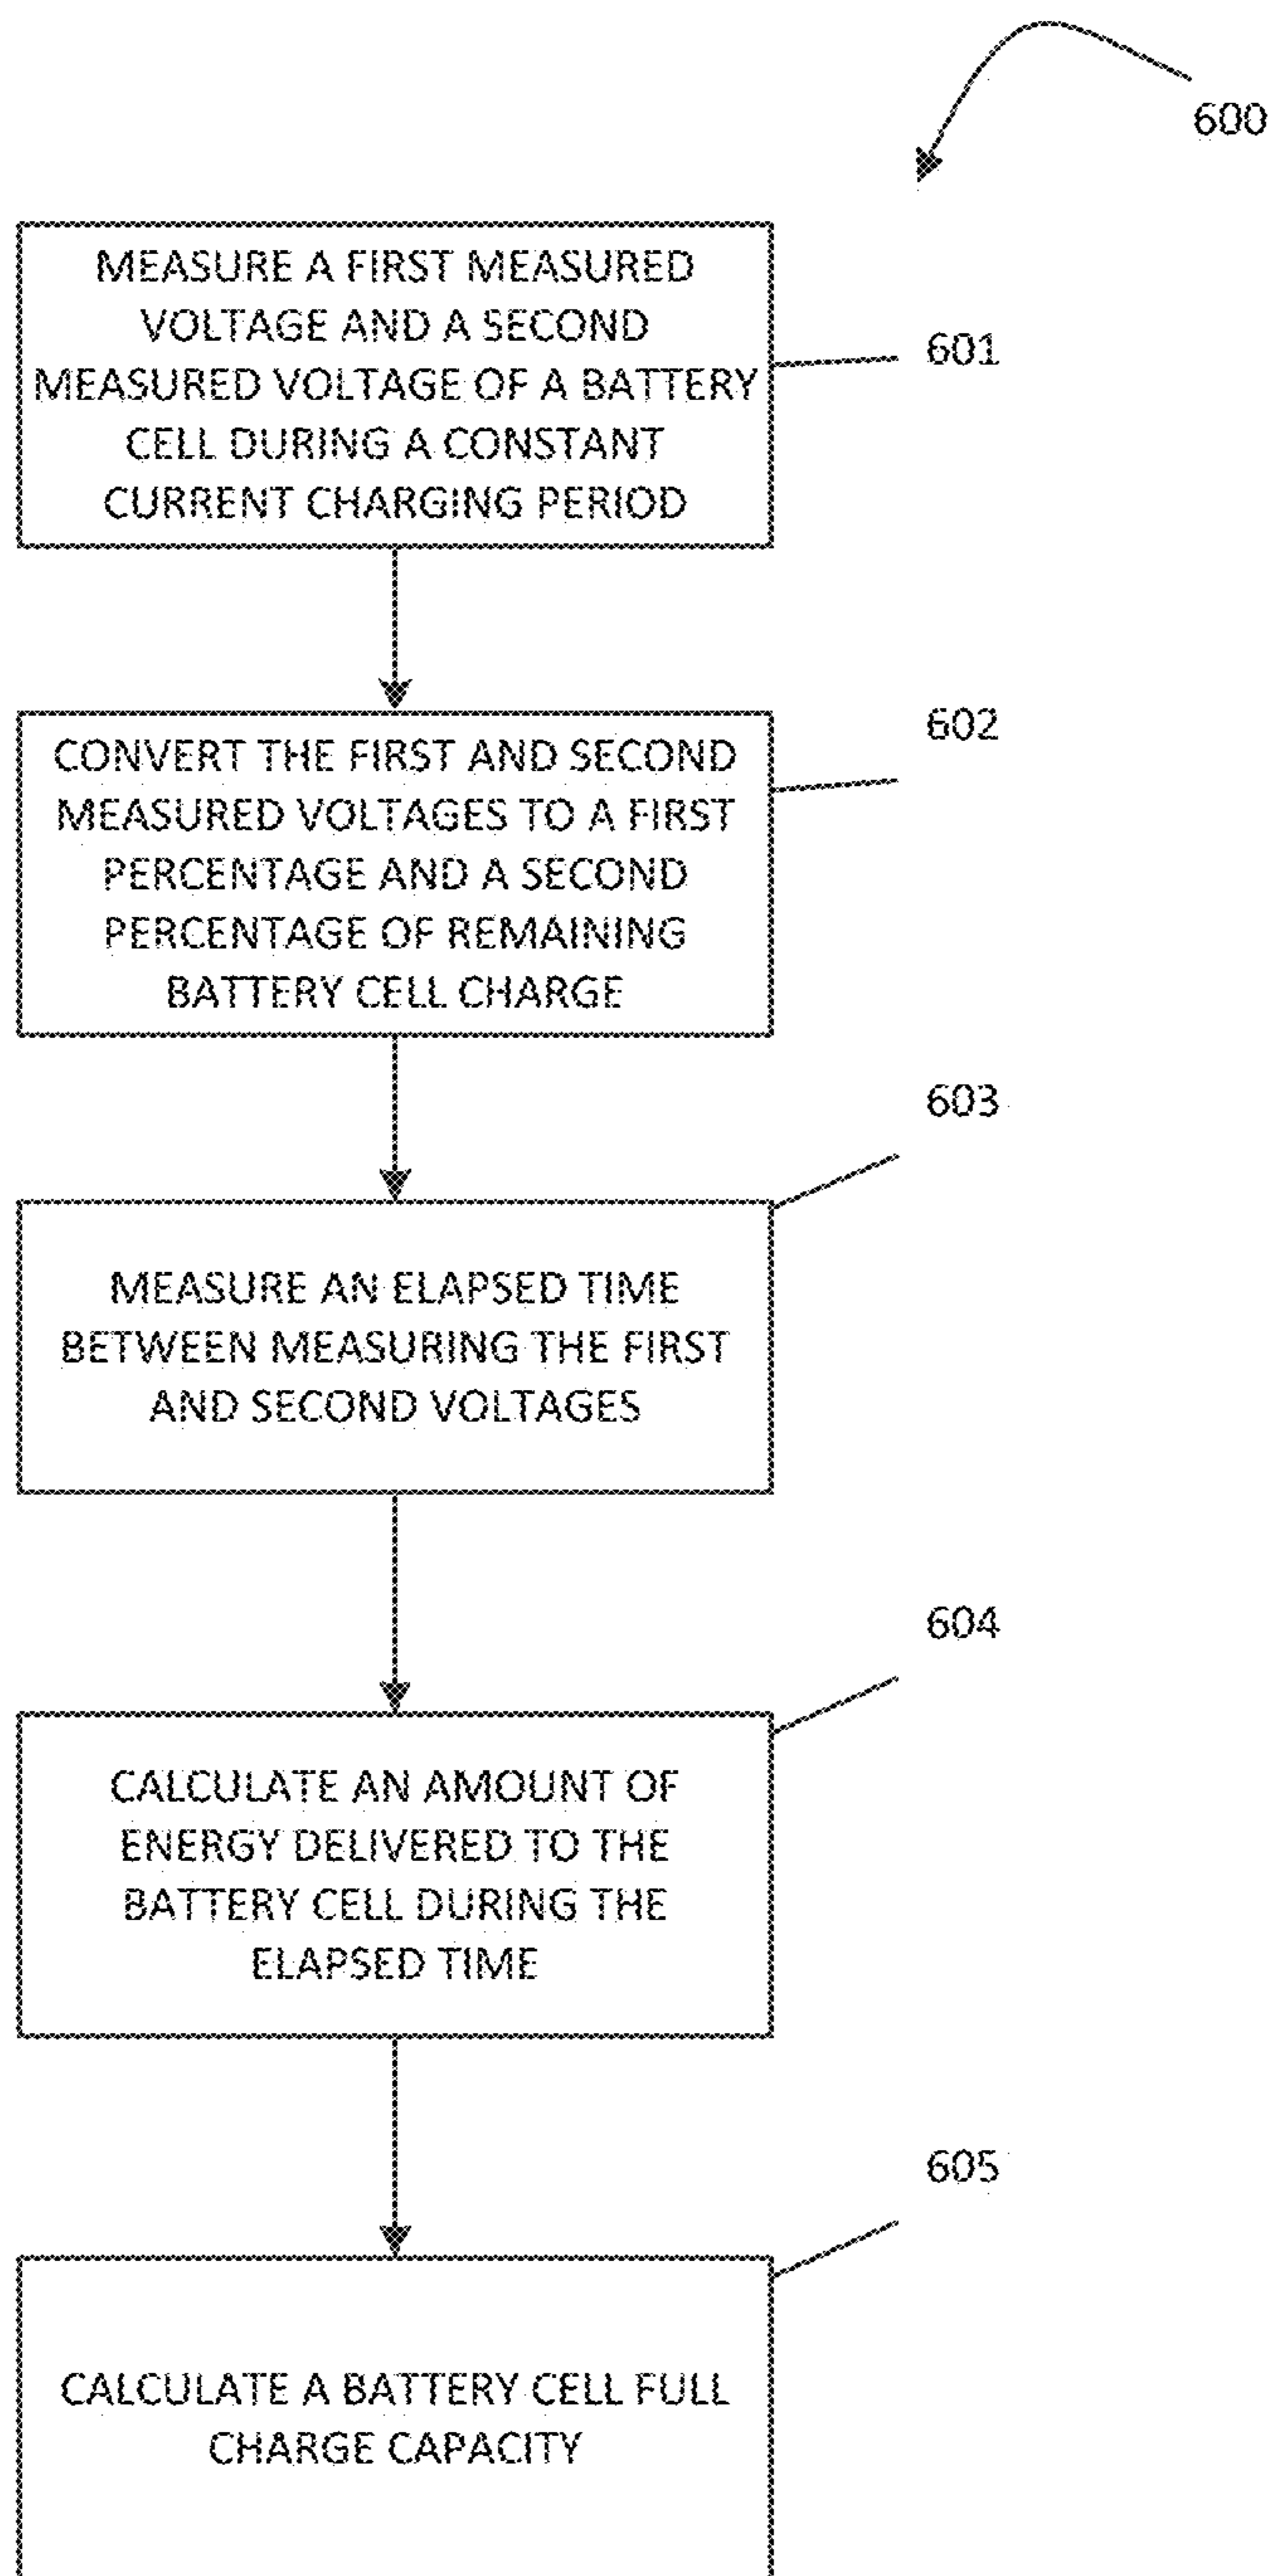 600
MEASURE A FIRST MEASURED
VOLTAGE AND A SECOND
MEASURED VOLTAGE OF A BATTERY
CELL DURING A CONSTANT
CURRENT CHARGING PERIOD
601
CONVERT THE FIRST AND SECOND
MEASURED VOLTAGES TO A FIRST
PERCENTAGE AND A SECOND
PERCENTAGE OF REMAINING
BATTERY CELL CHARGE
602
MEASURE AN ELAPSED TIME
BETWEEN MEASURING THE FIRST
AND SECOND VOLTAGES
603
CALCULATE AN AMOUNT OF
ENERGY DELIVERED TO THE
BATTERY CELL DURING THE
ELAPSED TIME
604
CALCULATE A BATTERY CELL FULL
CHARGE CAPACITY
605